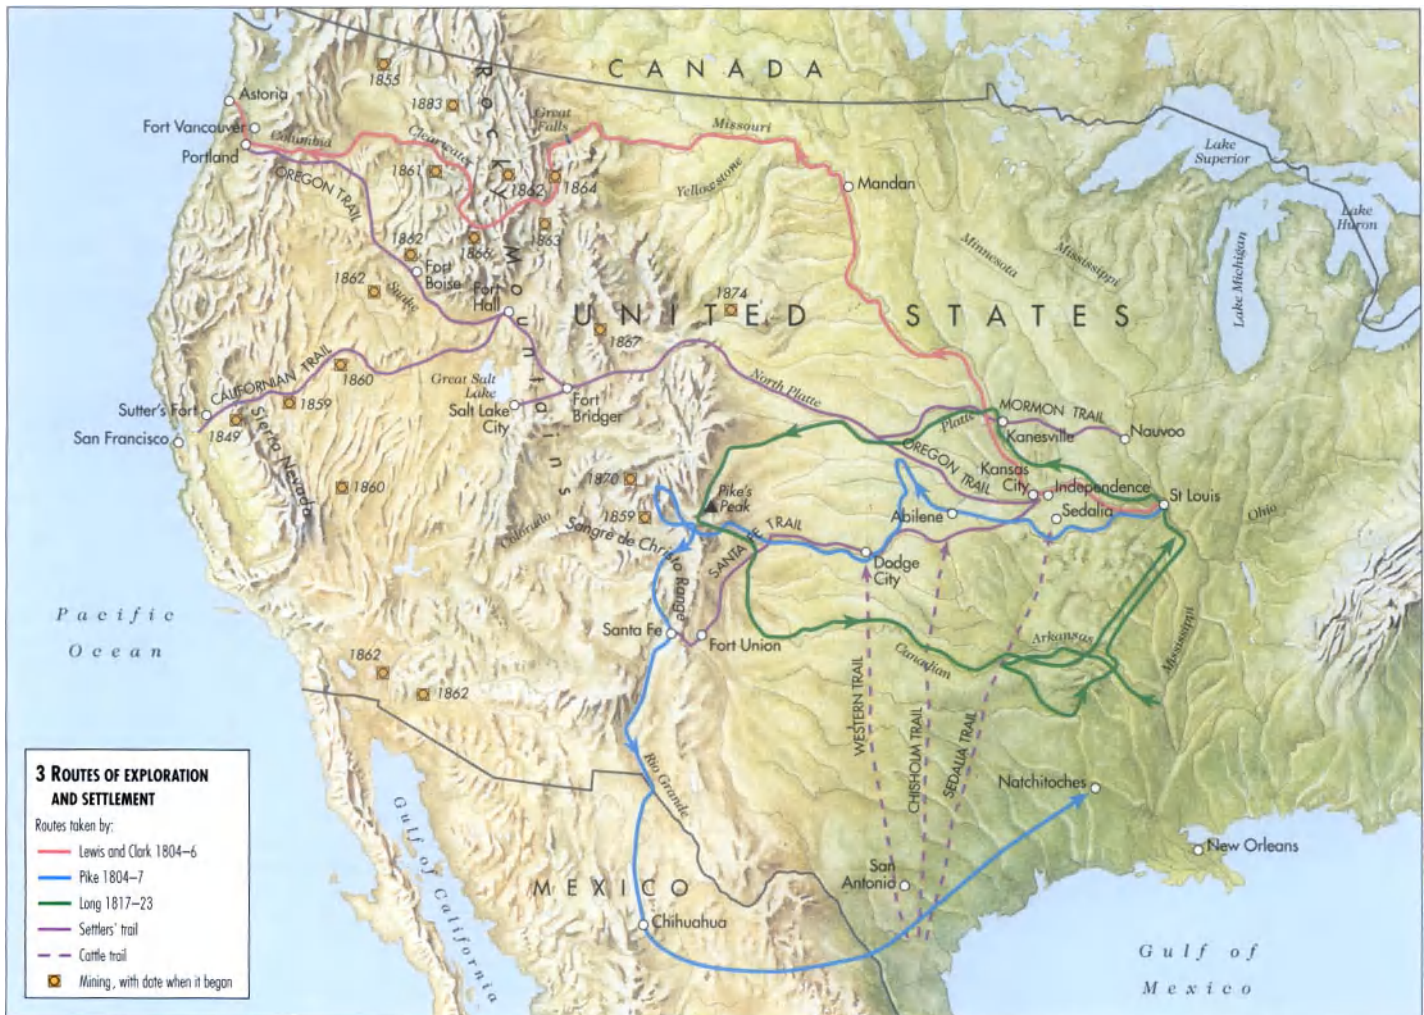 CANADA
Rocky Mountains
1855
Astoria
1883
Great
Falls
Missouri
Fort Vancouver
Columbia
Clearwater
Portland
Lake
Superior
OREGON TRAIL
1861
1862
1864
Yellowstone
Mandan
Lake
Huron
1862
1866
1863
Minnesota
Mississippi
Lake Michigan
Fort
Boise
1862
Snake
Fort
Hall
1874
UNITED STATES
1867
CALIFORNIAN TRAIL
1860
Great Salt
Lake
North Platte
Sutter's Fort
1859
Salt Lake
City
Fort
Bridger
Platte
MORMON TRAIL
Kanesville
Nauvoo
San Francisco
1849
Sierra Nevada
OREGON TRAIL
Kansas
City
Independence
St Louis
1860
1870
Pike's
Peak
Abilene
Sedalia
Ohio
1859
Colorado
Sangre de Christo Range
SANTA FE TRAIL
Dodge
City
Pacific
Ocean
Santa Fe
Fort Union
Arkansas
Canadian
Mississippi
1862
1862
WESTERN TRAIL
CHISHOLM TRAIL
SEDALIA TRAIL
Rio Grande
Natchitoches
Gulf of California
New Orleans
San
Antonio
MEXICO
Chihuahua
Gulf of
Mexico
3 ROUTES OF EXPLORATION
AND SETTLEMENT
Routes taken by:
Lewis and Clark 1804–6
Pike 1804–7
Long 1817–23
Settlers' trail
Cattle trail
Mining, with date when it began